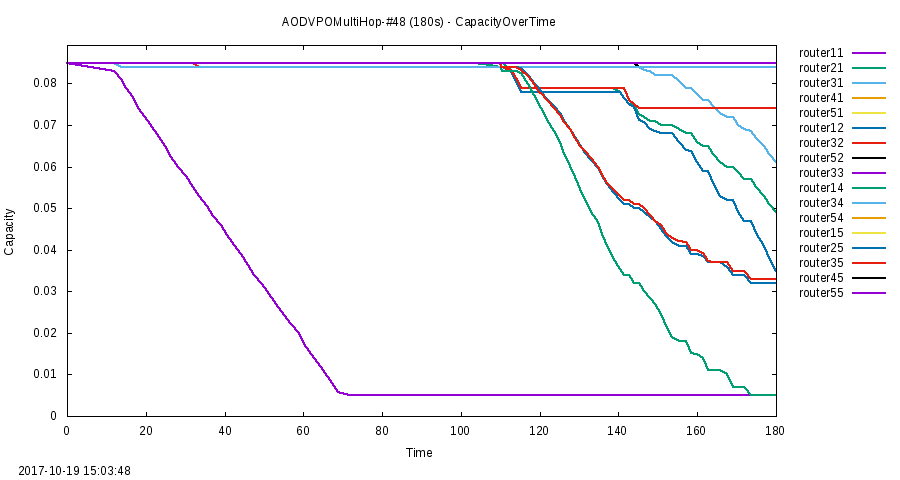 AODVPOMultiHop-#48 (180s) - CapacityOverTime
Capacity
0.08
0.07
0.06
0.05
0.04
0.03
0.02
0.01
0
0 20 40 60 80 100 120 140 160 180
Time
router11
router21
router31
router41
router51
router12
router32
router52
router33
router14
router34
router54
router15
router25
router35
router45
router55
2017-10-19 15:03:48